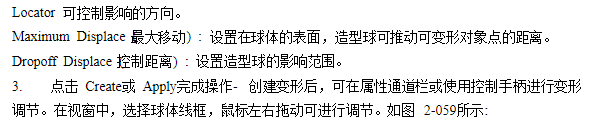 Locator 可控制影响的方向。
Maximum Displace 最大移动）: 设置在球体的表面，造型球可推动可变形对象点的距离。
Dropoff Displace 控制距离）: 设置造型球的影响范围。
3. 点击 Create或 Apply完成操作- 创建变形后，可在属性通道栏或使用控制手柄进行变形
调节。在视窗中，选择球体线框，鼠标左右拖动可进行调节。如图 2-059所示: